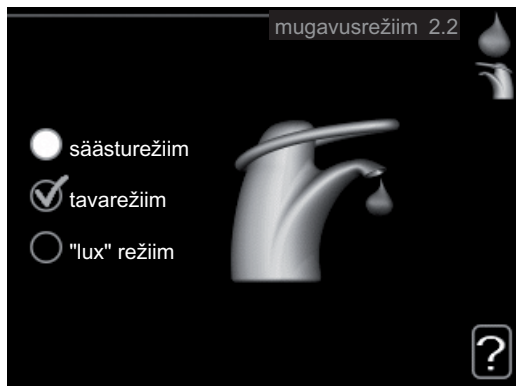 mugavusrežiim 2.2
säästurežiim
tavarežiim
"lux" režiim
?